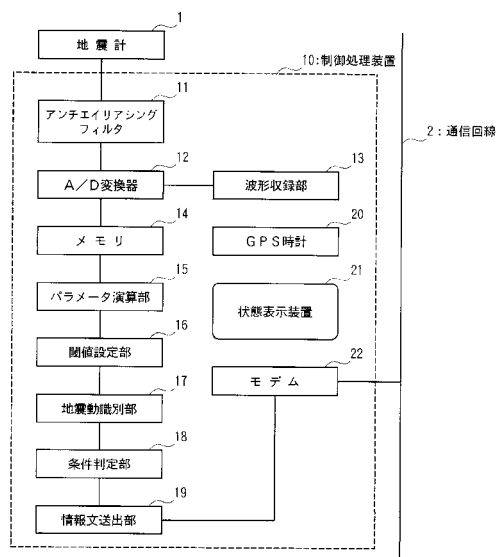 1
地震計
10:制御処理装置
11
アンチエイリアシング
フィルタ
2:通信回線
12
13
A/D変換器
波形収録部
14
20
メモリ
GPS時計
15
21
パラメータ演算部
状態表示装置
16
閾値設定部
22
17
モデム
地震動識別部
18
条件判定部
19
情報文送出部